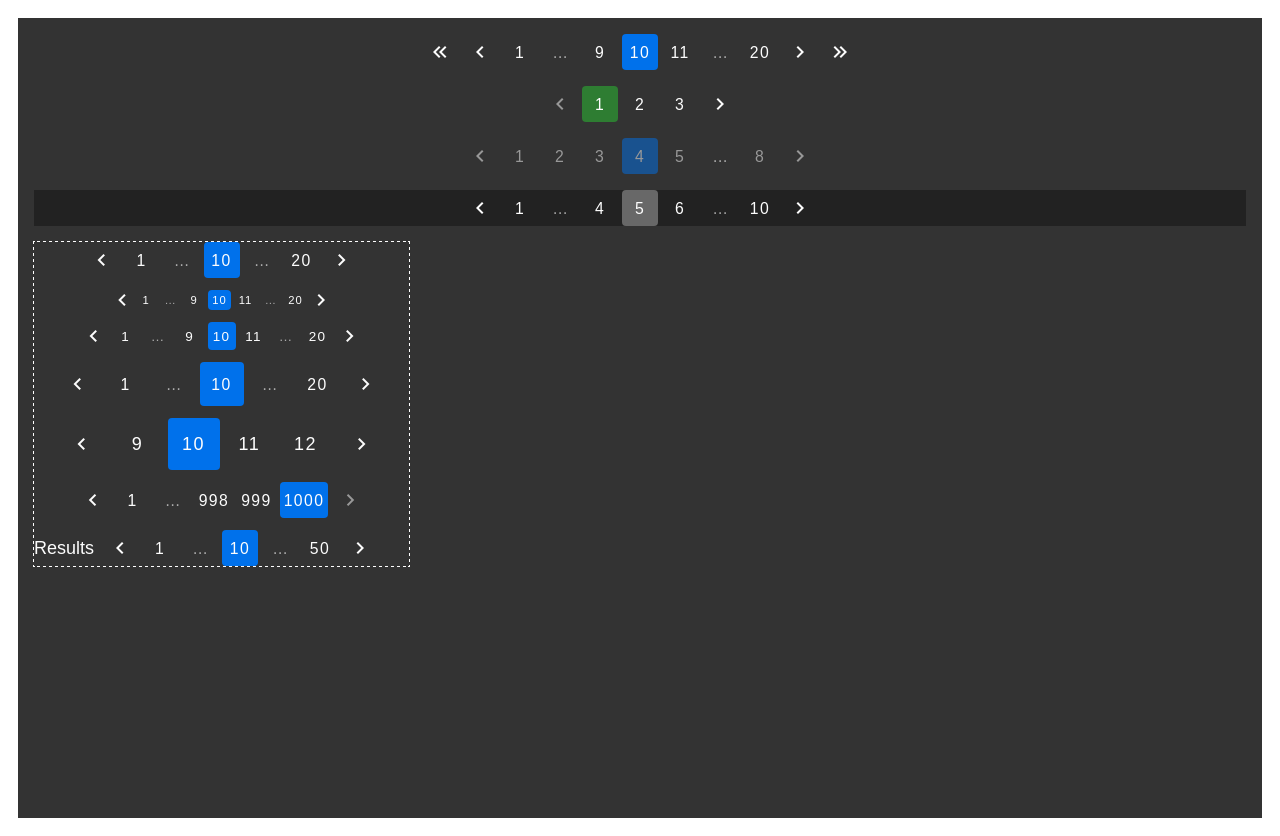 1 … 9 10 11 … 20
1 2 3
1 2 3 4 5 … 8
1 … 4 5 6 … 10
1 … 10 … 20
1 … 9 10 11 … 20
1 … 9 10 11 … 20
1 … 10 … 20
9 10 11 12
1 … 998 999 1000
Results 1 … 10 … 50